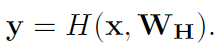 y = H(x, W_H).